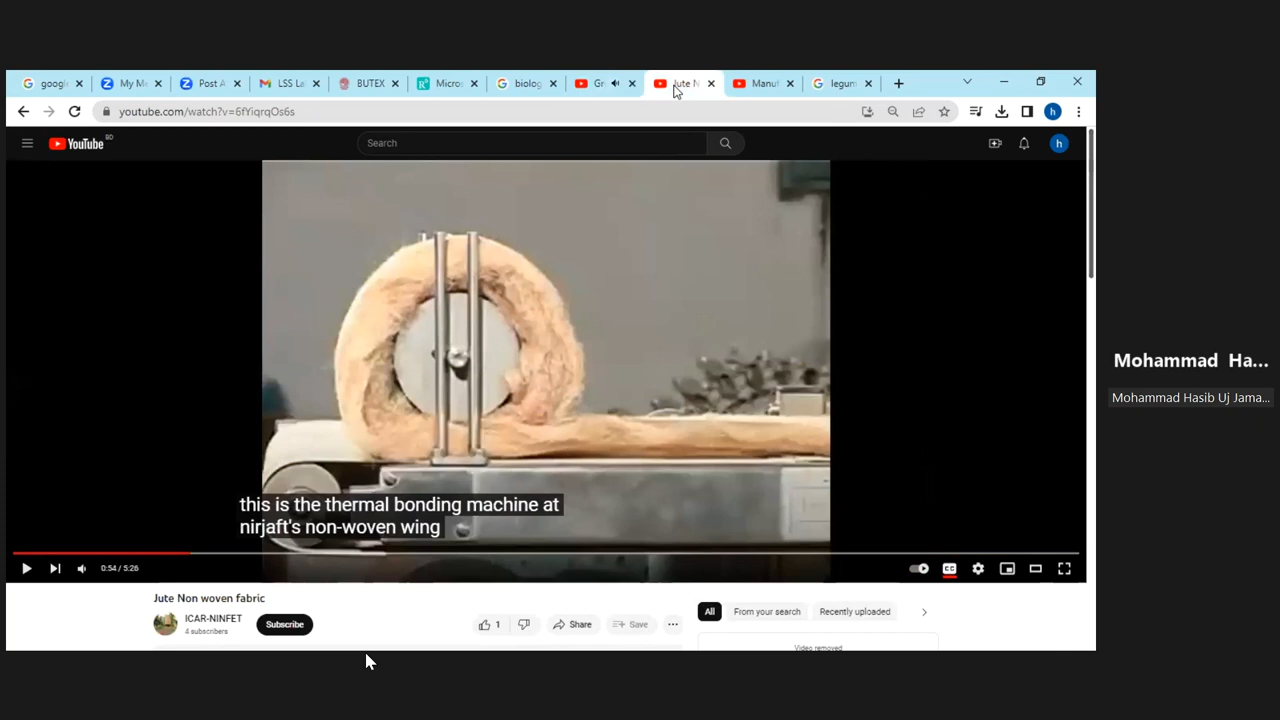 googl
My Me
Post A
LSS La
BUTEX
Micros
biolog
Gr
Jute N
Manuf
legum
youtube.com/watch?v=6fYiqrqOs6s
h
YouTube BD
Search
h
this is the thermal bonding machine at
nirjaft's non-woven wing
0:54 / 5:26
CC
Jute Non woven fabric
ICAR-NINFET
4 subscribers
Subscribe
1
Share
Save
All
From your search
Recently uploaded
Video removed
Mohammad Ha...
Mohammad Hasib Uj Jama...